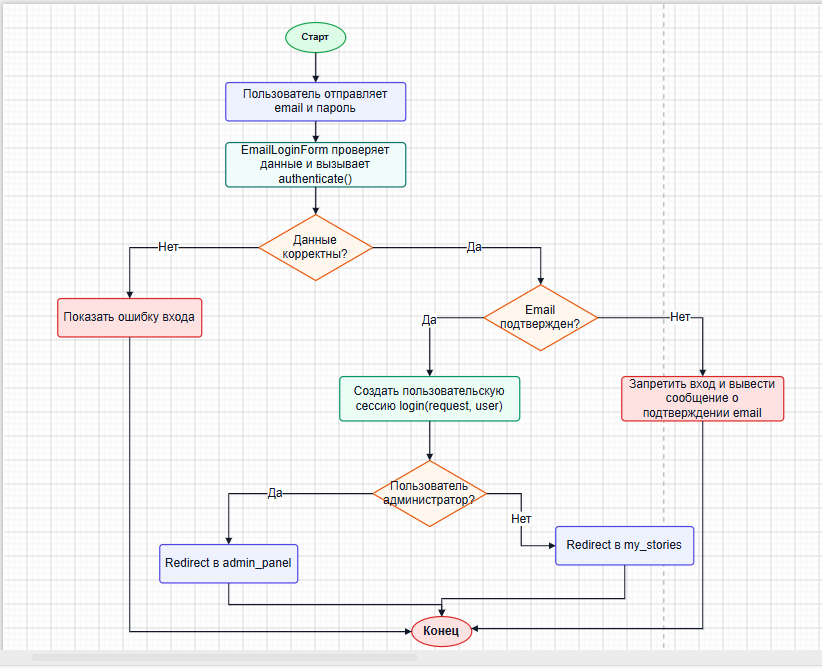 Старт
Пользователь отправляет
email и пароль
EmailLoginForm проверяет
данные и вызывает
authenticate()
Данные
корректны?
Нет
Да
Показать ошибку входа
Email
подтвержден?
Да
Нет
Создать пользовательскую
сессию login(request, user)
Запретить вход и вывести
сообщение о
подтверждении email
Пользователь
администратор?
Да
Нет
Redirect в admin_panel
Redirect в my_stories
Конец